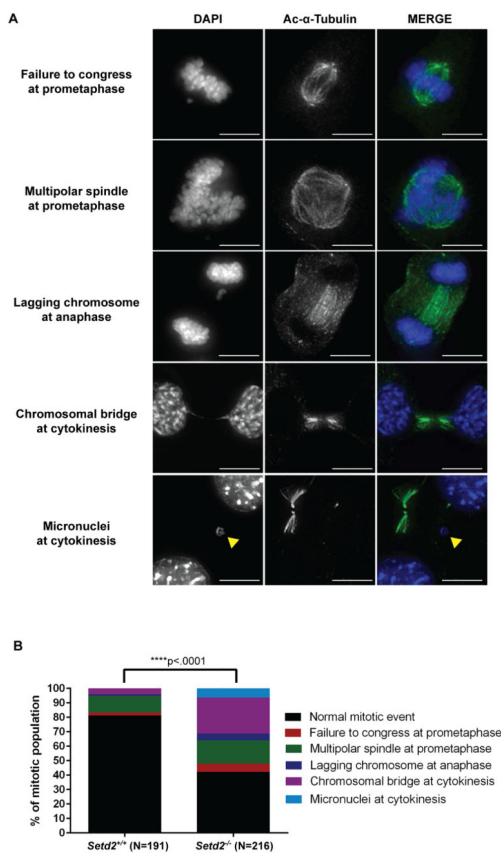 A
DAPI Ac-α-Tubulin MERGE
Failure to congress
at prometaphase
Multipolar spindle
at prometaphase
Lagging chromosome
at anaphase
Chromosomal bridge
at cytokinesis
Micronuclei
at cytokinesis
B
****p<.0001
% of mitotic population
100
90
80
70
60
50
40
30
20
10
0
Setd2+/+ (N=191) Setd2-/- (N=216)
Normal mitotic event
Failure to congress at prometaphase
Multipolar spindle at prometaphase
Lagging chromosome at anaphase
Chromosomal bridge at cytokinesis
Micronuclei at cytokinesis